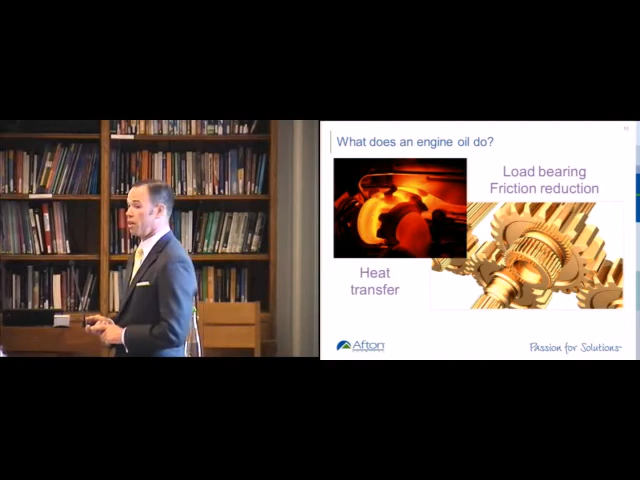 What does an engine oil do?
Load bearing
Friction reduction
Heat
transfer
Afton
Passion for Solutions